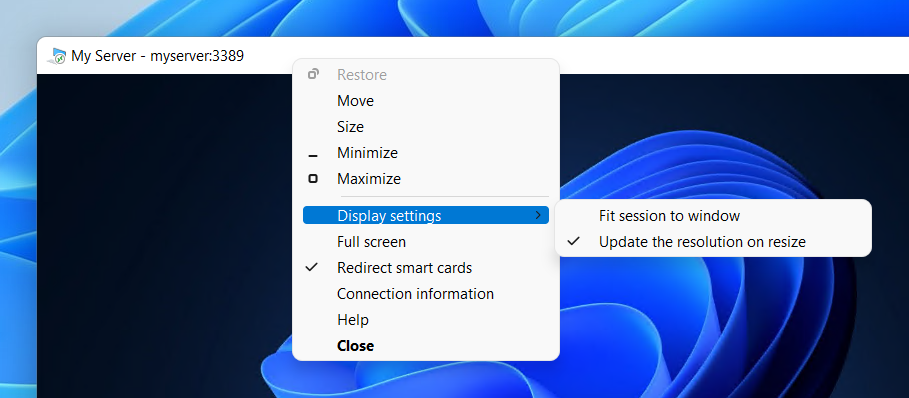 My Server - myserver:3389
Restore
Move
Size
Minimize
Maximize
Display settings
Fit session to window
Update the resolution on resize
Full screen
Redirect smart cards
Connection information
Help
Close